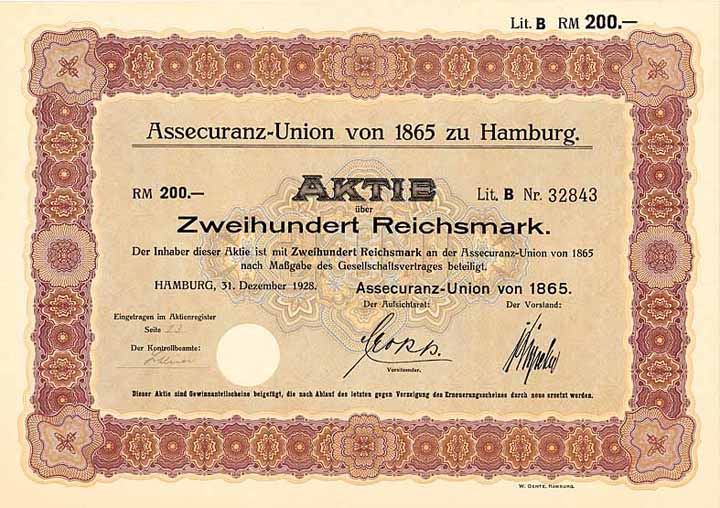 Lit. B RM 200.—
Assecuranz-Union von 1865 zu Hamburg.
RM 200.— AKTIE Lit. B Nr. 32843
über
Zweihundert Reichsmark.
Der Inhaber dieser Aktie ist mit Zweihundert Reichsmark an der Assecuranz-Union von 1865
nach Maßgabe des Gesellschaftsvertrages beteiligt.
HAMBURG, 31. Dezember 1928. Assecuranz-Union von 1865.
Der Aufsichtsrat: Der Vorstand:
Eingetragen im Aktienregister
Seite
Der Kontrollbeamte:
Vorsitzender.
Dieser Aktie sind Gewinnanteilscheine beigefügt, die nach Ablauf des letzten gegen Vorzeigung des Erneuerungsscheines durch neue ersetzt werden.
W. GENTE, HAMBURG.